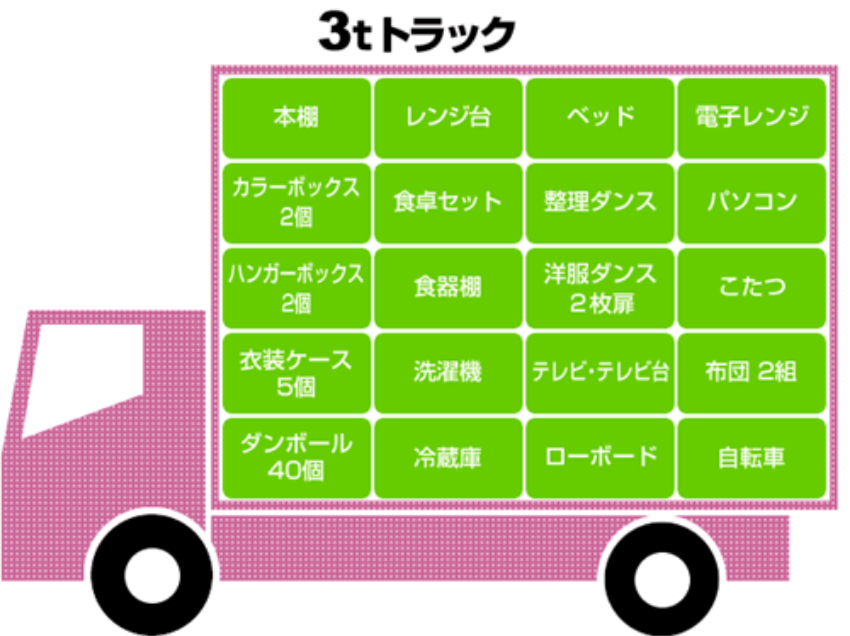 3tトラック
本棚
レンジ台
ベッド
電子レンジ
カラーボックス
2個
食卓セット
整理ダンス
パソコン
ハンガーボックス
2個
食器棚
洋服ダンス
2枚扉
こたつ
衣装ケース
5個
洗濯機
テレビ・テレビ台
布団 2組
ダンボール
40個
冷蔵庫
ローボード
自転車